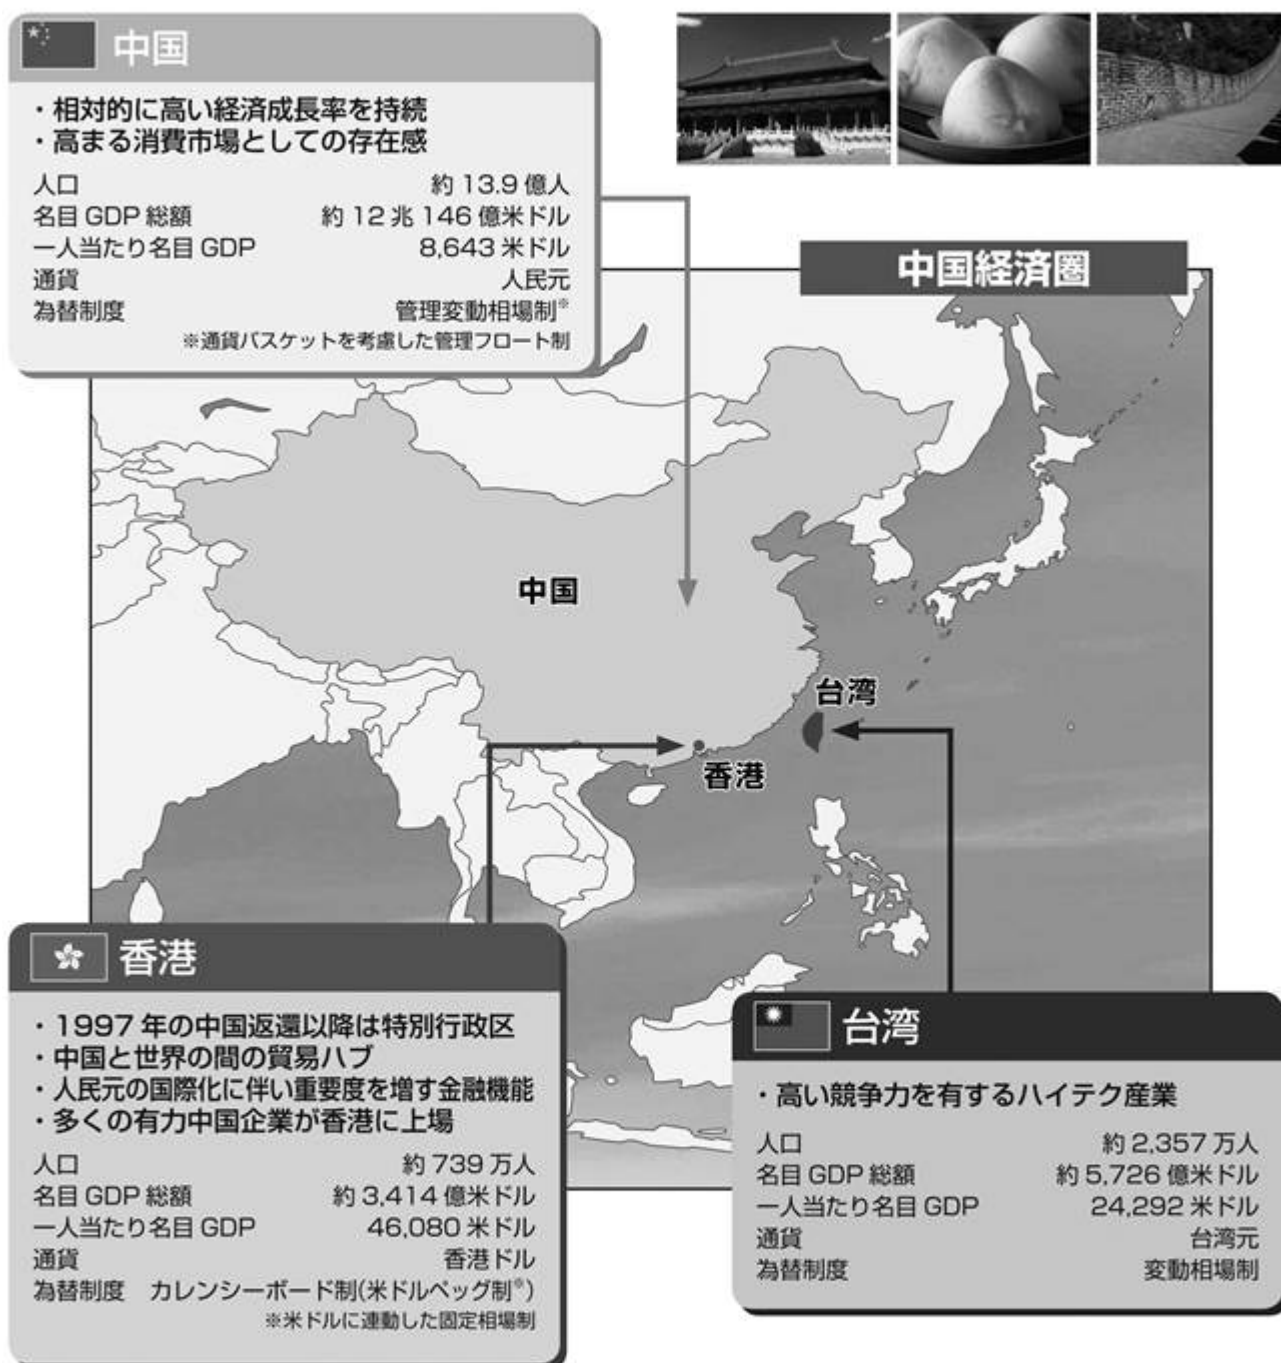 中国
・相対的に高い経済成長率を持続
・高まる消費市場としての存在感
人口 約 13.9 億人
名目 GDP 総額 約 12 兆 146 億米ドル
一人当たり名目 GDP 8,643 米ドル
通貨 人民元
為替制度 管理変動相場制※
※通貨バスケットを考慮した管理フロート制
中国経済圏
中国
台湾
香港
香港
・1997 年の中国返還以降は特別行政区
・中国と世界の間の貿易ハブ
・人民元の国際化に伴い重要度を増す金融機能
・多くの有力中国企業が香港に上場
人口 約 739 万人
名目 GDP 総額 約 3,414 億米ドル
一人当たり名目 GDP 46,080 米ドル
通貨 香港ドル
為替制度 カレンシーボード制(米ドルペッグ制※)
※米ドルに連動した固定相場制
台湾
・高い競争力を有するハイテク産業
人口 約 2,357 万人
名目 GDP 総額 約 5,726 億米ドル
一人当たり名目 GDP 24,292 米ドル
通貨 台湾元
為替制度 変動相場制